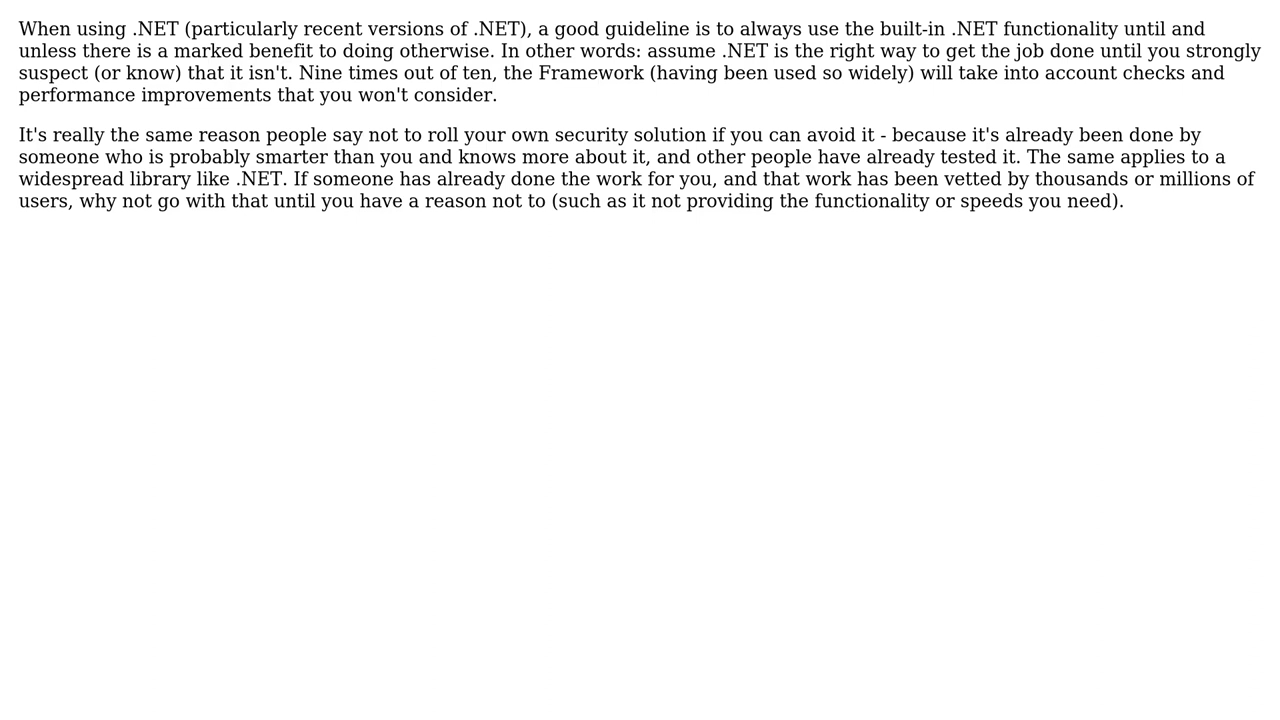 When using .NET (particularly recent versions of .NET), a good guideline is to always use the built-in .NET functionality until and
unless there is a marked benefit to doing otherwise. In other words: assume .NET is the right way to get the job done until you strongly
suspect (or know) that it isn't. Nine times out of ten, the Framework (having been used so widely) will take into account checks and
performance improvements that you won't consider.
It's really the same reason people say not to roll your own security solution if you can avoid it - because it's already been done by
someone who is probably smarter than you and knows more about it, and other people have already tested it. The same applies to a
widespread library like .NET. If someone has already done the work for you, and that work has been vetted by thousands or millions of
users, why not go with that until you have a reason not to (such as it not providing the functionality or speeds you need).